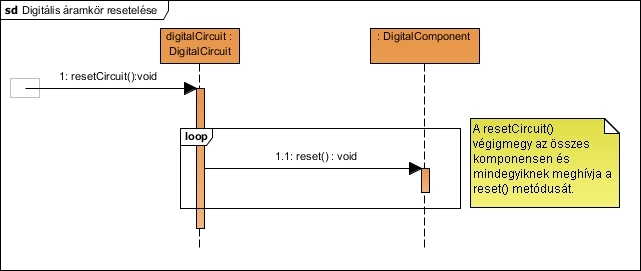 sd Digitális áramkör resetelése
digitalCircuit :
DigitalCircuit
: DigitalComponent
1: resetCircuit():void
loop
1.1: reset() : void
A resetCircuit()
végigmegy az összes
komponensen és
mindegyiknek meghívja a
reset() metódusát.